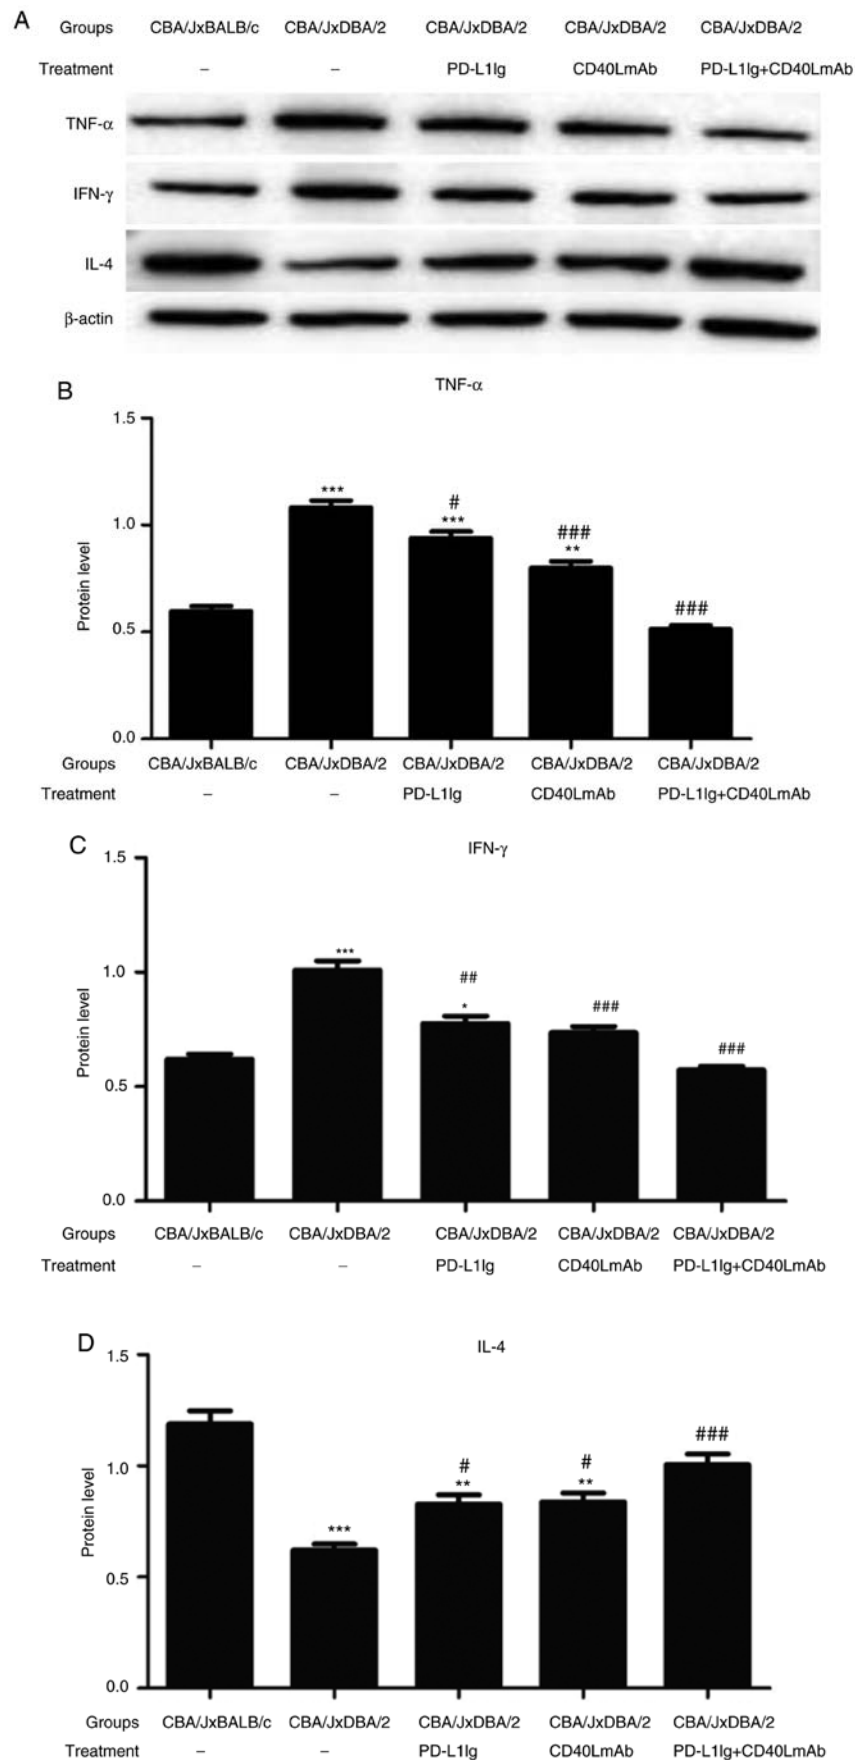 A
Groups CBA/JxBALB/c CBA/JxDBA/2 CBA/JxDBA/2 CBA/JxDBA/2 CBA/JxDBA/2
Treatment – – PD-L1Ig CD40LmAb PD-L1Ig+CD40LmAb
TNF-α
IFN-γ
IL-4
β-actin
B
TNF-α
Protein level
1.5
1.0
0.5
0.0
***
#
***
###
**
###
Groups CBA/JxBALB/c CBA/JxDBA/2 CBA/JxDBA/2 CBA/JxDBA/2 CBA/JxDBA/2
Treatment – – PD-L1Ig CD40LmAb PD-L1Ig+CD40LmAb
C
IFN-γ
Protein level
1.5
1.0
0.5
0.0
***
##
*
###
###
Groups CBA/JxBALB/c CBA/JxDBA/2 CBA/JxDBA/2 CBA/JxDBA/2 CBA/JxDBA/2
Treatment – – PD-L1Ig CD40LmAb PD-L1Ig+CD40LmAb
D
IL-4
Protein level
1.5
1.0
0.5
0.0
***
#
**
#
**
###
Groups CBA/JxBALB/c CBA/JxDBA/2 CBA/JxDBA/2 CBA/JxDBA/2 CBA/JxDBA/2
Treatment – – PD-L1Ig CD40LmAb PD-L1Ig+CD40LmAb